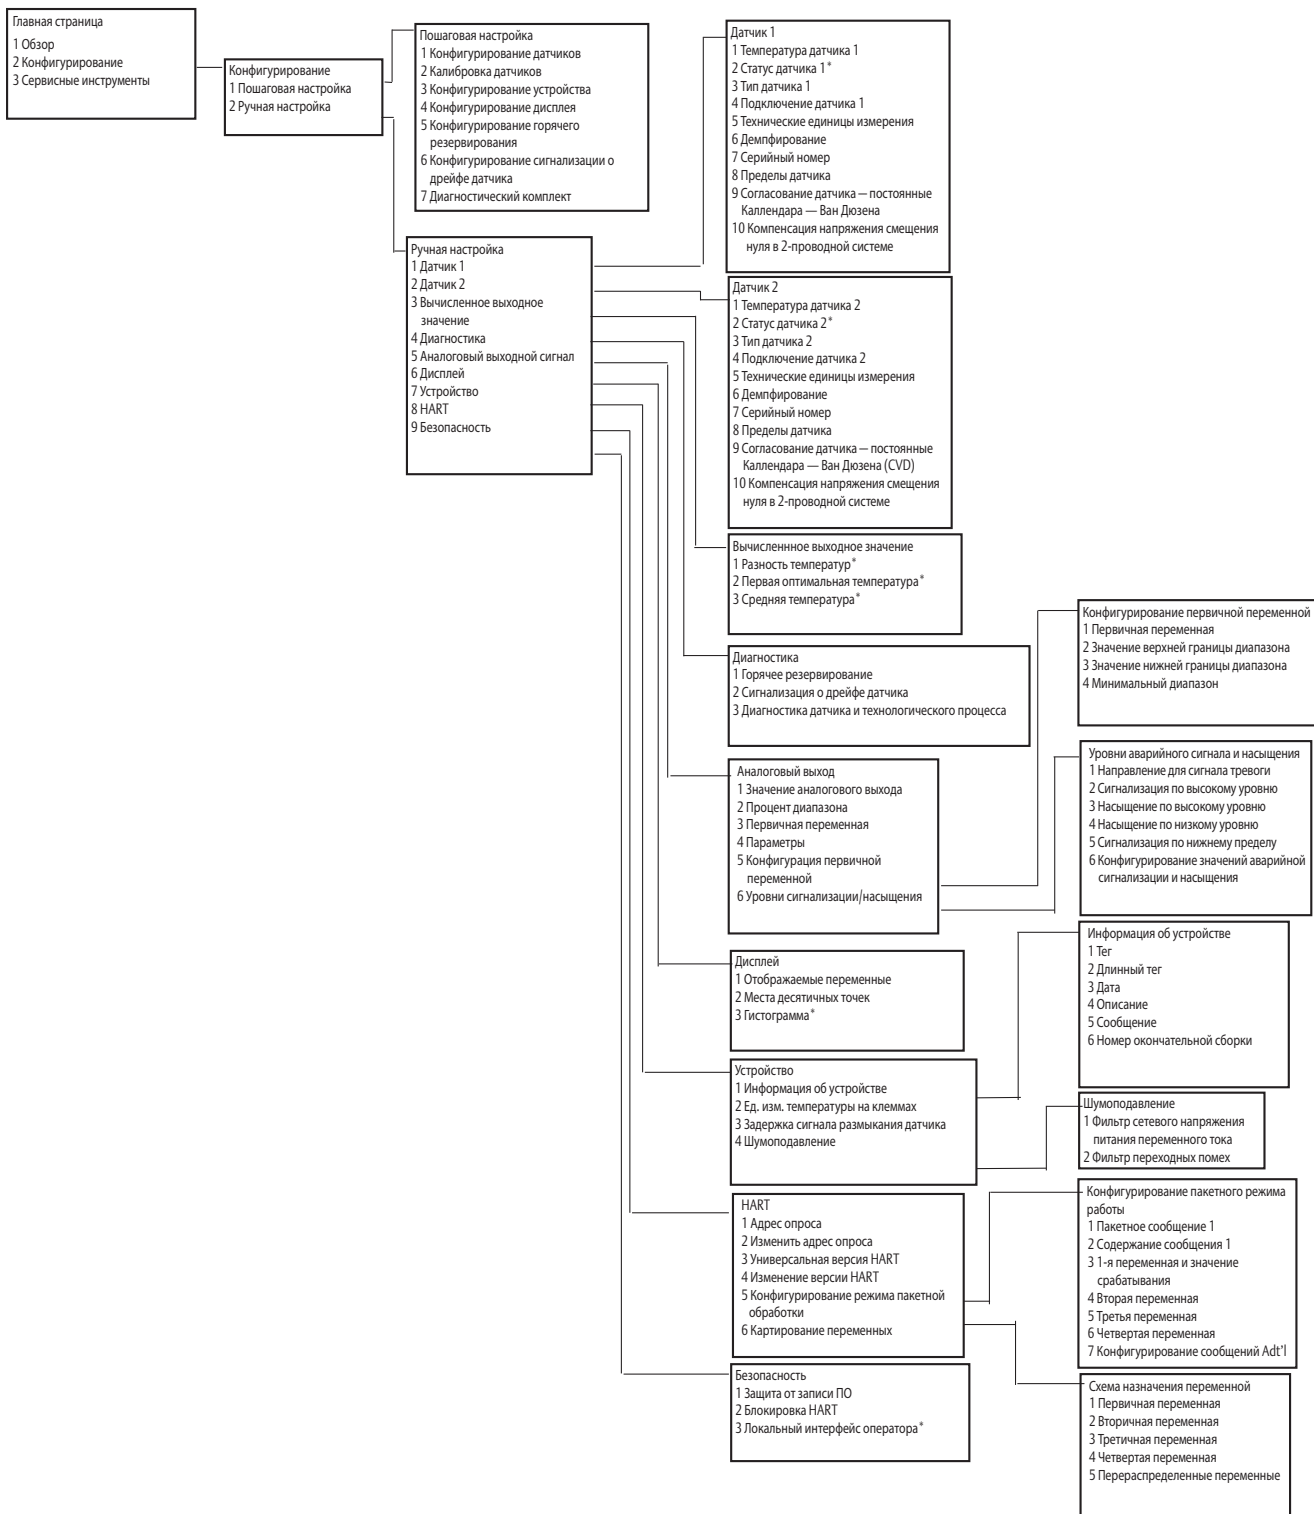 Главная страница
1 Обзор
2 Конфигурирование
3 Сервисные инструменты
Конфигурирование
1 Пошаговая настройка
2 Ручная настройка
Пошаговая настройка
1 Конфигурирование датчиков
2 Калибровка датчиков
3 Конфигурирование устройства
4 Конфигурирование дисплея
5 Конфигурирование горячего
резервирования
6 Конфигурирование сигнализации о
дрейфе датчика
7 Диагностический комплект
Ручная настройка
1 Датчик 1
2 Датчик 2
3 Вычисленное выходное
значение
4 Диагностика
5 Аналоговый выходной сигнал
6 Дисплей
7 Устройство
8 HART
9 Безопасность
Датчик 1
1 Температура датчика 1
2 Статус датчика 1*
3 Тип датчика 1
4 Подключение датчика 1
5 Технические единицы измерения
6 Демпфирование
7 Серийный номер
8 Пределы датчика
9 Согласование датчика — постоянные
Каллендара — Ван Дюзена
10 Компенсация напряжения смещения
нуля в 2-проводной системе
Датчик 2
1 Температура датчика 2
2 Статус датчика 2*
3 Тип датчика 2
4 Подключение датчика 2
5 Технические единицы измерения
6 Демпфирование
7 Серийный номер
8 Пределы датчика
9 Согласование датчика — постоянные
Каллендара — Ван Дюзена (CVD)
10 Компенсация напряжения смещения
нуля в 2-проводной системе
Вычисленнное выходное значение
1 Разность температур*
2 Первая оптимальная температура*
3 Средняя температура*
Диагностика
1 Горячее резервирование
2 Сигнализация о дрейфе датчика
3 Диагностика датчика и технологического процесса
Аналоговый выход
1 Значение аналогового выхода
2 Процент диапазона
3 Первичная переменная
4 Параметры
5 Конфигурация первичной
переменной
6 Уровни сигнализации/насыщения
Дисплей
1 Отображаемые переменные
2 Места десятичных точек
3 Гистограмма*
Устройство
1 Информация об устройстве
2 Ед. изм. температуры на клеммах
3 Задержка сигнала размыкания датчика
4 Шумоподавление
HART
1 Адрес опроса
2 Изменить адрес опроса
3 Универсальная версия HART
4 Изменение версии HART
5 Конфигурирование режима пакетной
обработки
6 Картирование переменных
Безопасность
1 Защита от записи ПО
2 Блокировка HART
3 Локальный интерфейс оператора*
Конфигурирование первичной переменной
1 Первичная переменная
2 Значение верхней границы диапазона
3 Значение нижней границы диапазона
4 Минимальный диапазон
Уровни аварийного сигнала и насыщения
1 Направление для сигнала тревоги
2 Сигнализация по высокому уровню
3 Насыщение по высокому уровню
4 Насыщение по низкому уровню
5 Сигнализация по нижнему пределу
6 Конфигурирование значений аварийной
сигнализации и насыщения
Информация об устройстве
1 Тег
2 Длинный тег
3 Дата
4 Описание
5 Сообщение
6 Номер окончательной сборки
Шумоподавление
1 Фильтр сетевого напряжения
питания переменного тока
2 Фильтр переходных помех
Конфигурирование пакетного режима
работы
1 Пакетное сообщение 1
2 Содержание сообщения 1
3 1-я переменная и значение
срабатывания
4 Вторая переменная
5 Третья переменная
6 Четвертая переменная
7 Конфигурирование сообщений Adt'l
Схема назначения переменной
1 Первичная переменная
2 Вторичная переменная
3 Третичная переменная
4 Четвертая переменная
5 Перераспределенные переменные